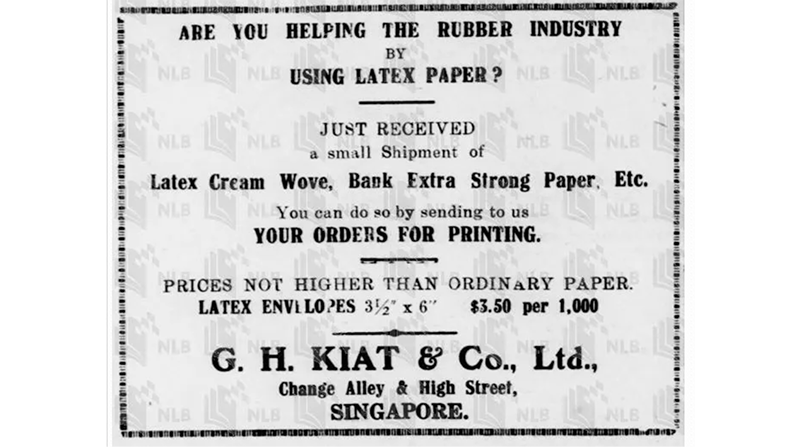 ARE YOU HELPING THE RUBBER INDUSTRY
BY
USING LATEX PAPER?
JUST RECEIVED
a small Shipment of
Latex Cream Wove, Bank Extra Strong Paper, Etc.
You can do so by sending to us
YOUR ORDERS FOR PRINTING.
PRICES NOT HIGHER THAN ORDINARY PAPER.
LATEX ENVELOPES 3½" x 6" $3.50 per 1,000
G. H. KIAT & Co., Ltd.,
Change Alley & High Street,
SINGAPORE.
NLB